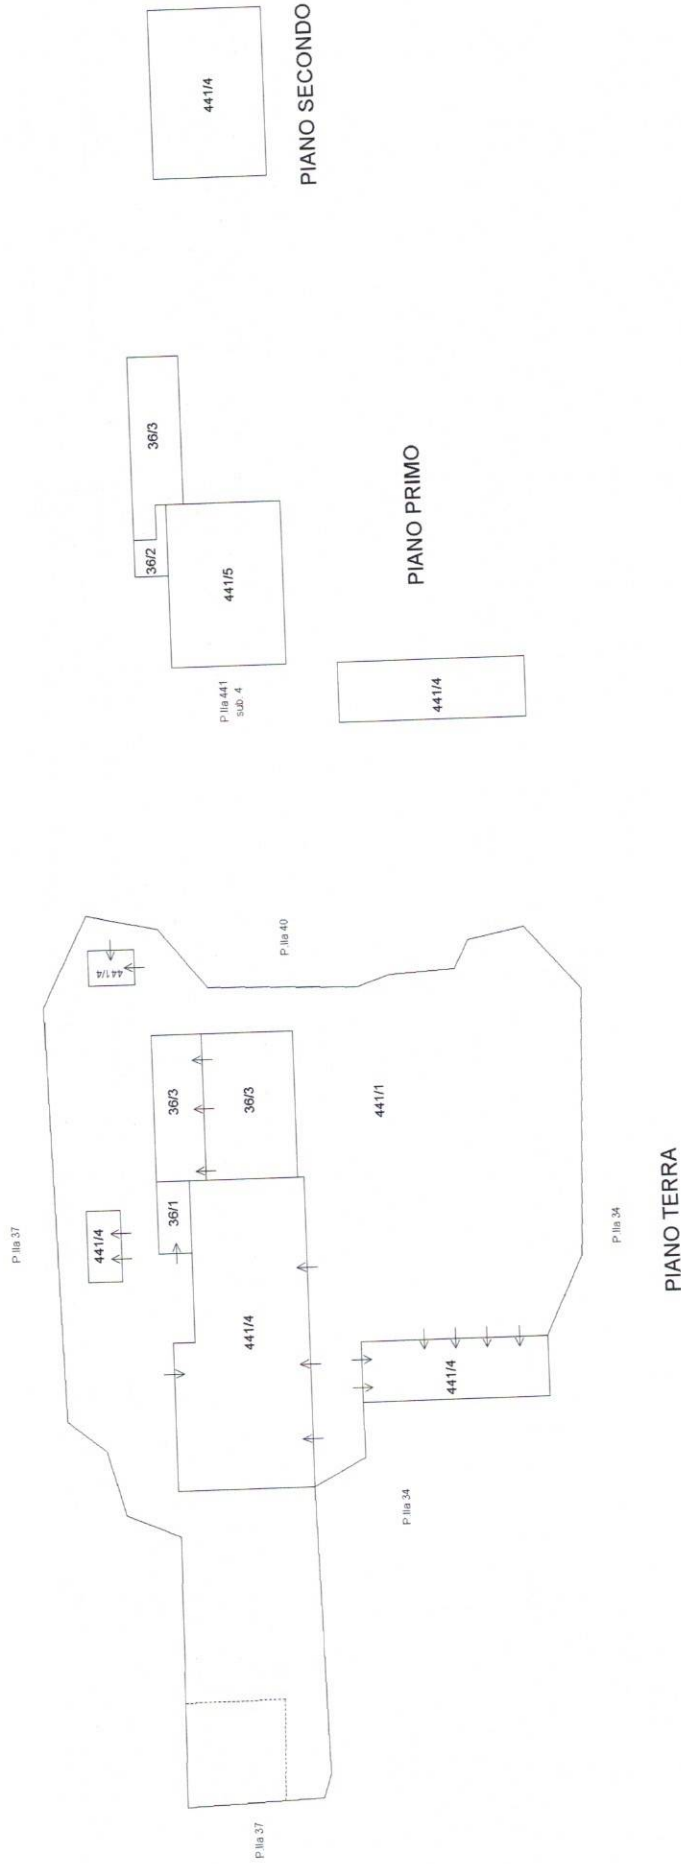 441/4
PIANO SECONDO
36/3
36/2
441/5
P.lla 441
sub. 4
441/4
PIANO PRIMO
P.lla 37
441/4
P.lla 40
36/3
36/3
441/1
36/1
441/4
441/4
441/4
P.lla 34
P.lla 34
P.lla 37
PIANO TERRA